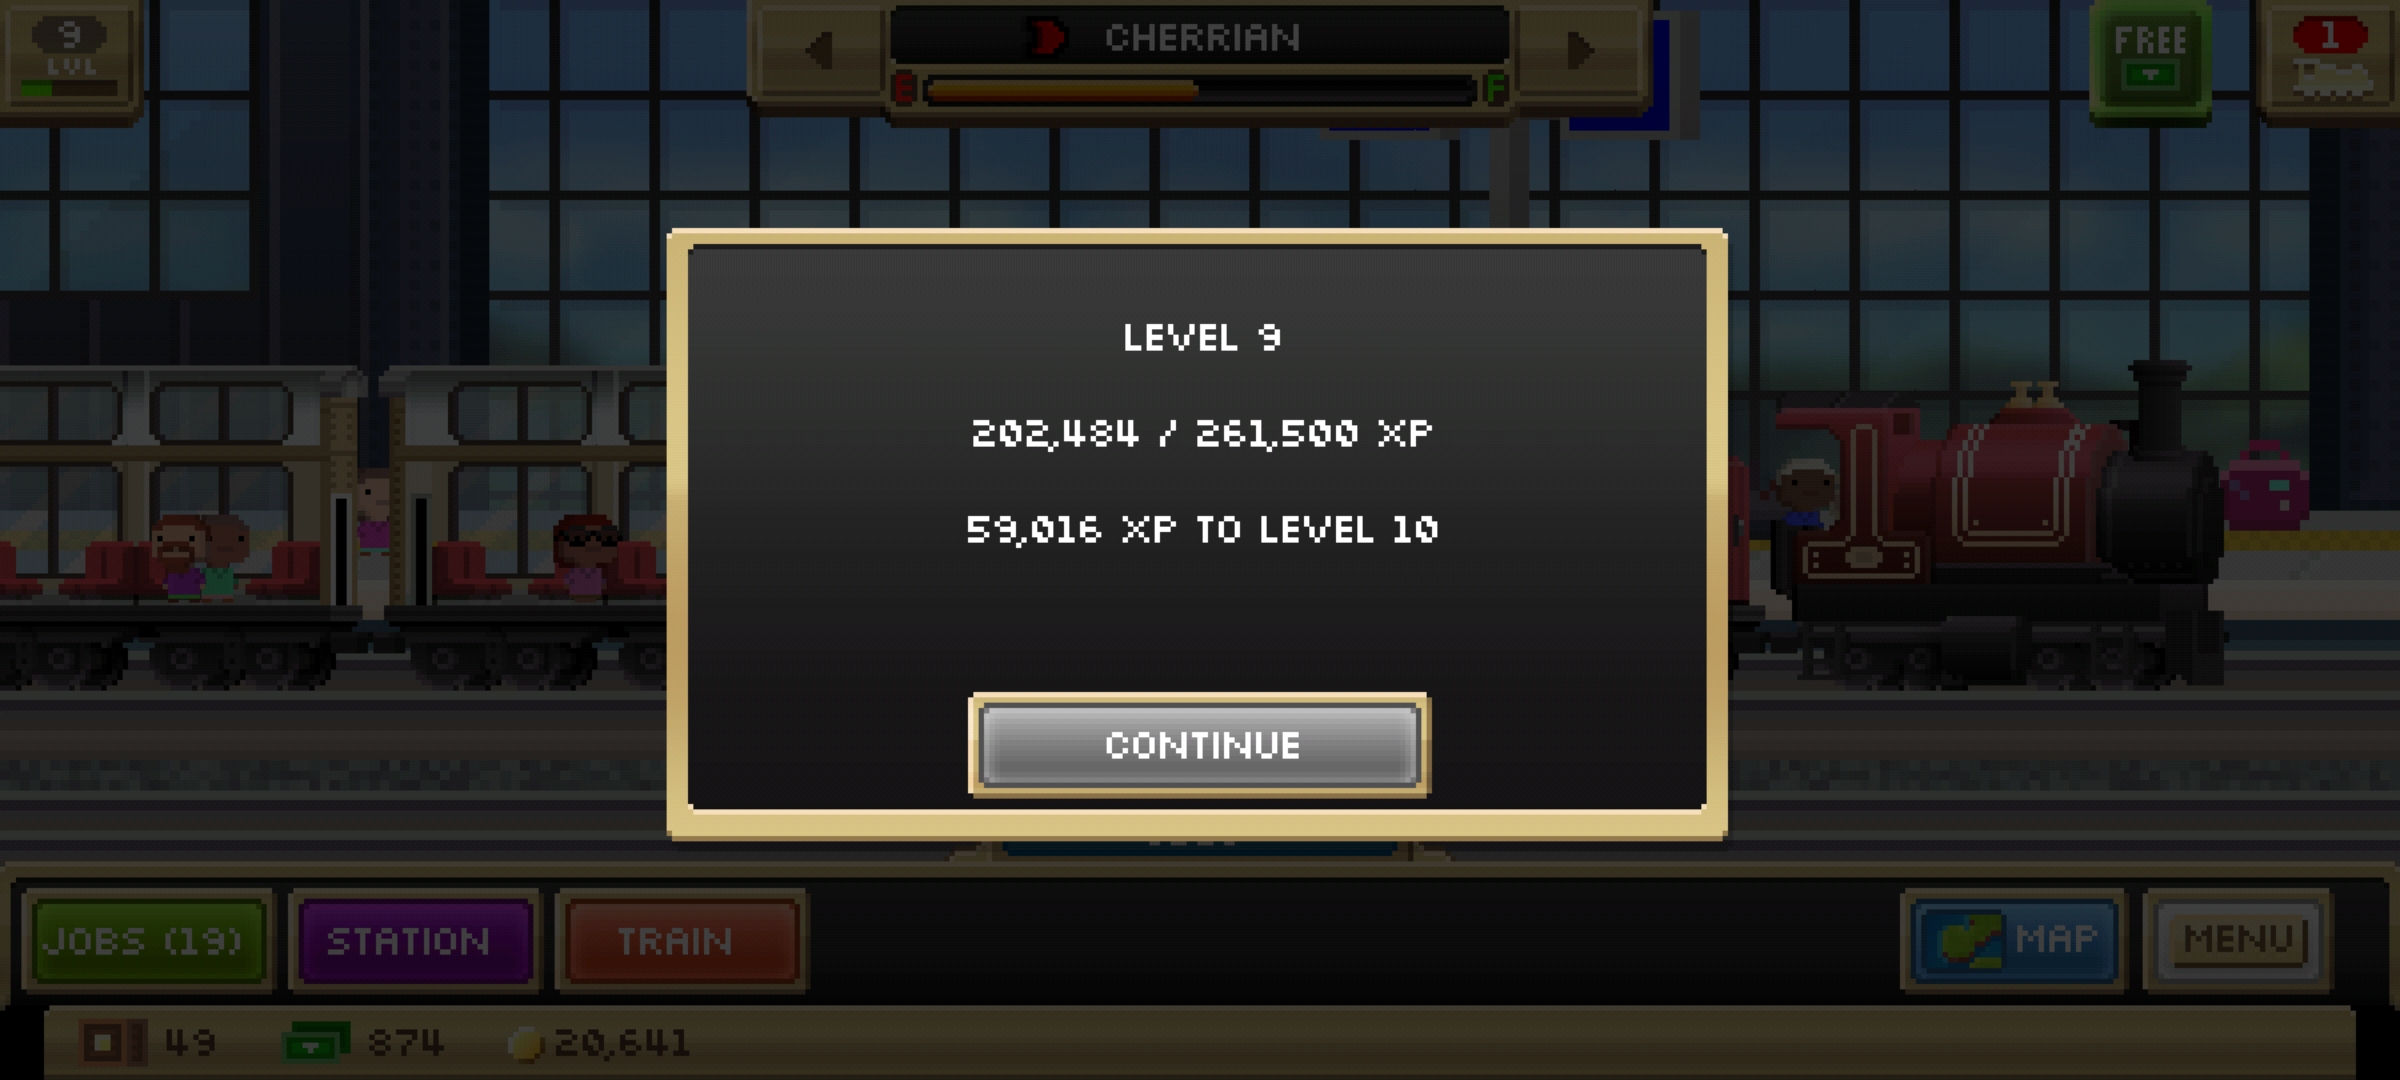 9
LVL
CHERRIAN
E F
FREE
1
LEVEL 9
202,484 / 261,500 XP
59,016 XP TO LEVEL 10
CONTINUE
JOBS (19) STATION TRAIN MAP MENU
49 874 20,641